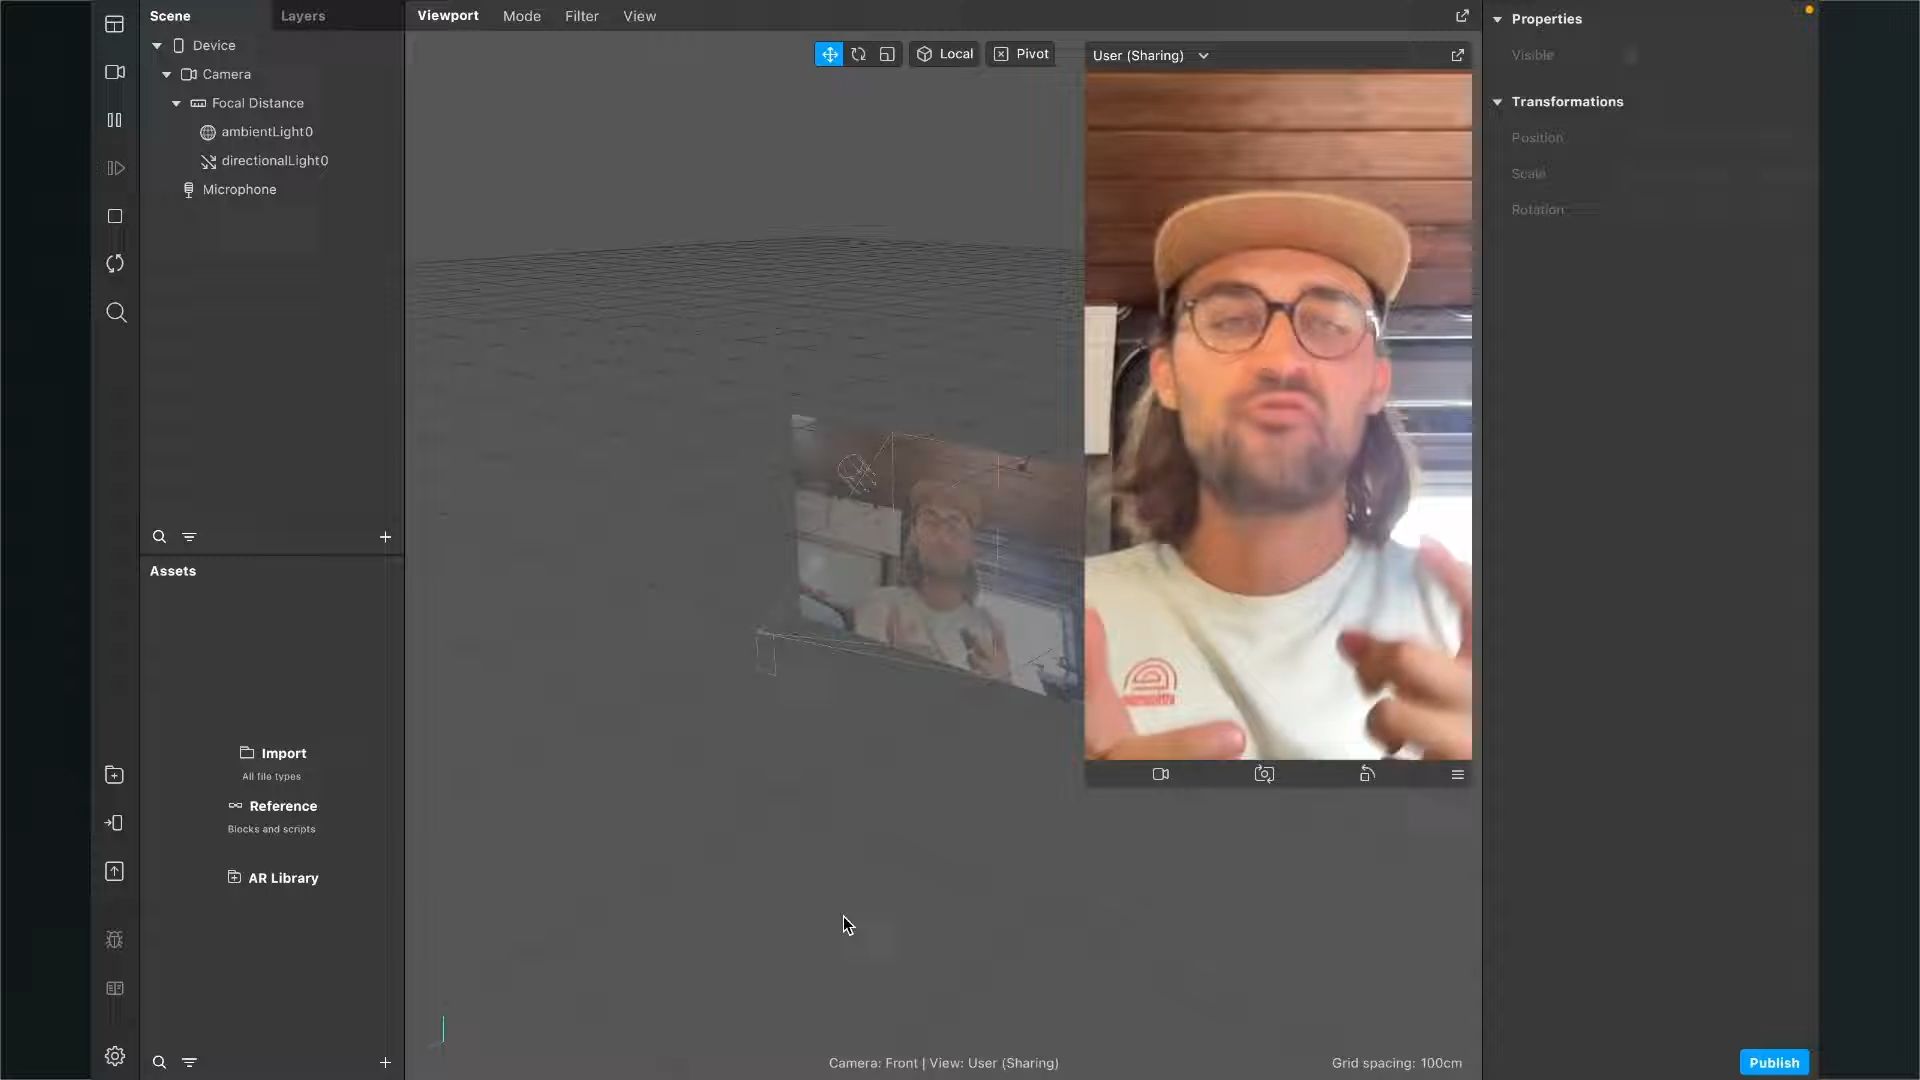 Scene
Layers
Viewport
Mode
Filter
View
Properties
Device
Camera
Focal Distance
ambientLight0
directionalLight0
Microphone
Local
Pivot
User (Sharing)
Visible
Transformations
Position
Scale
Rotation
Assets
Import
All file types
Reference
Blocks and scripts
AR Library
Camera: Front | View: User (Sharing)
Grid spacing: 100cm
Publish